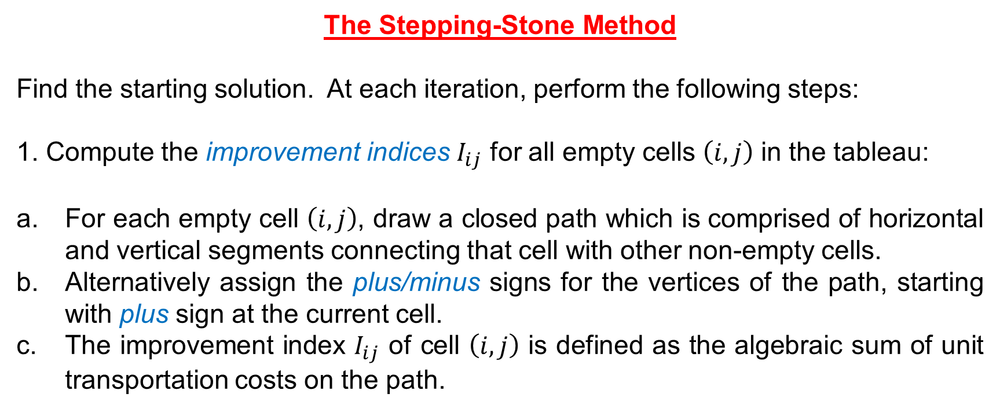 The Stepping-Stone Method
Find the starting solution.  At each iteration, perform the following steps:
1. Compute the improvement indices I_{ij} for all empty cells (i, j) in the tableau:
a. For each empty cell (i, j), draw a closed path which is comprised of horizontal
and vertical segments connecting that cell with other non-empty cells.
b. Alternatively assign the plus/minus signs for the vertices of the path, starting
with plus sign at the current cell.
c. The improvement index I_{ij} of cell (i, j) is defined as the algebraic sum of unit
transportation costs on the path.